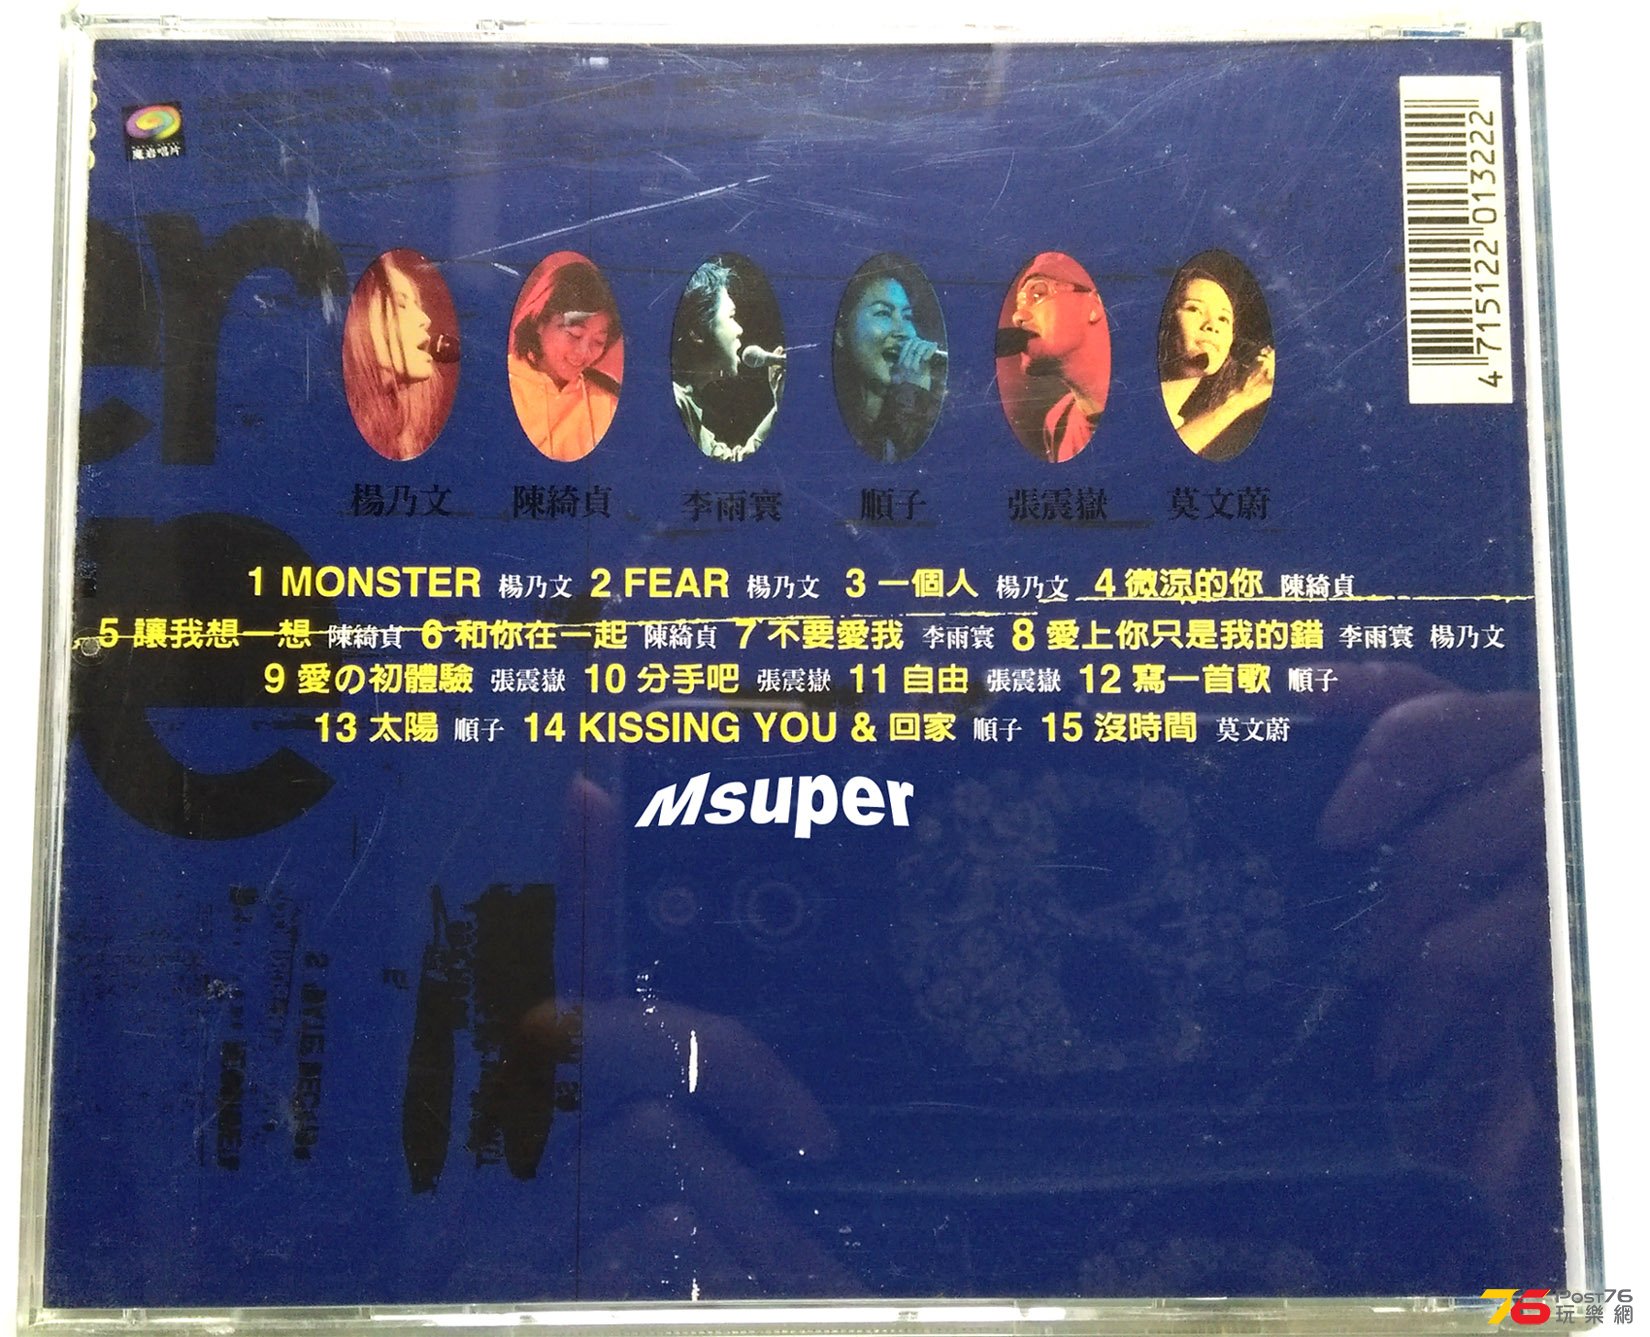 魔岩唱片
4 715122 013222
er
e
楊乃文 陳綺貞 李雨寰 順子 張震嶽 莫文蔚
1 MONSTER 楊乃文 2 FEAR 楊乃文 3 一個人 楊乃文 4 微涼的你 陳綺貞
5 讓我想一想 陳綺貞 6 和你在一起 陳綺貞 7 不要愛我 李雨寰 8 愛上你只是我的錯 李雨寰 楊乃文
9 愛の初體驗 張震嶽 10 分手吧 張震嶽 11 自由 張震嶽 12 寫一首歌 順子
13 太陽 順子 14 KISSING YOU & 回家 順子 15 沒時間 莫文蔚
Msuper
76 POST76
玩樂網